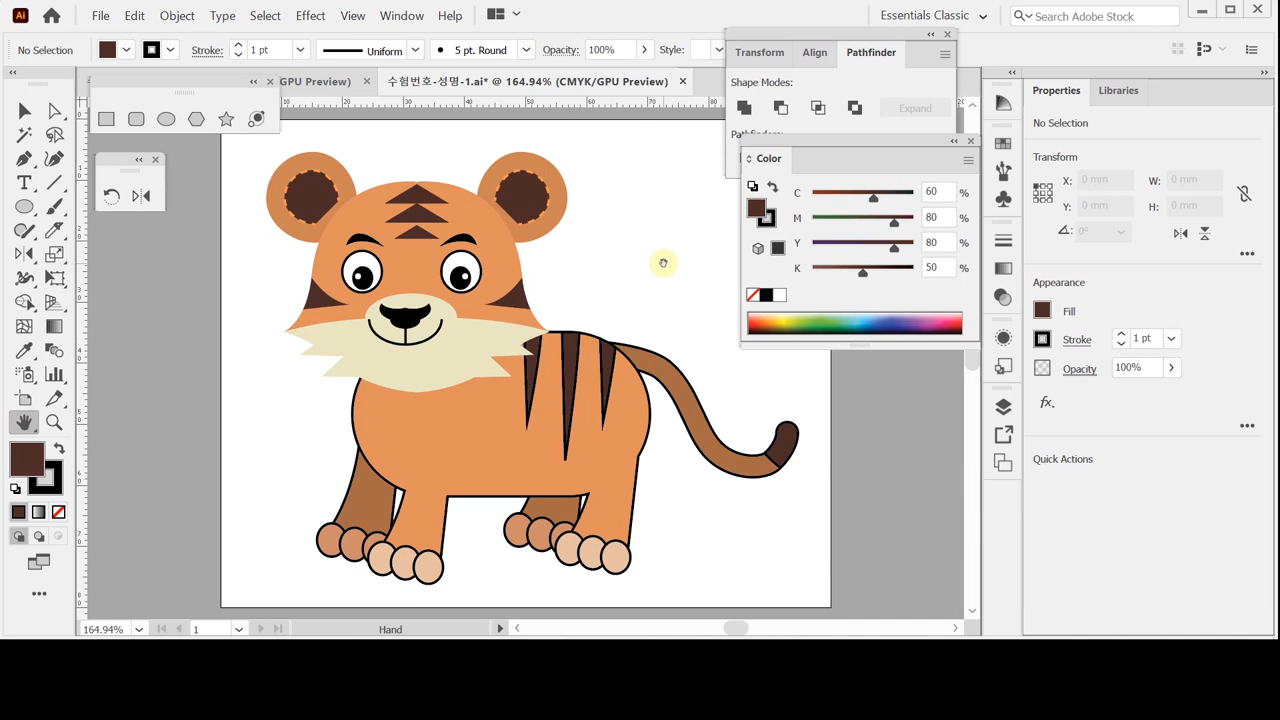 Ai File Edit Object Type Select Effect View Window Help Essentials Classic Search Adobe Stock
No Selection Stroke: 1 pt Uniform 5 pt. Round Opacity: 100% Style:
GPU Preview) × 수험번호-성명-1.ai* @ 164.94% (CMYK/GPU Preview) ×
Transform Align Pathfinder
Shape Modes:
Expand
Pathfinders:
Color
C 60 %
M 80 %
Y 80 %
K 50 %
Properties Libraries
No Selection
Transform
X: 0 mm W: 0 mm
Y: 0 mm H: 0 mm
0°
Appearance
Fill
Stroke 1 pt
Opacity 100%
fx.
Quick Actions
164.94% 1 Hand